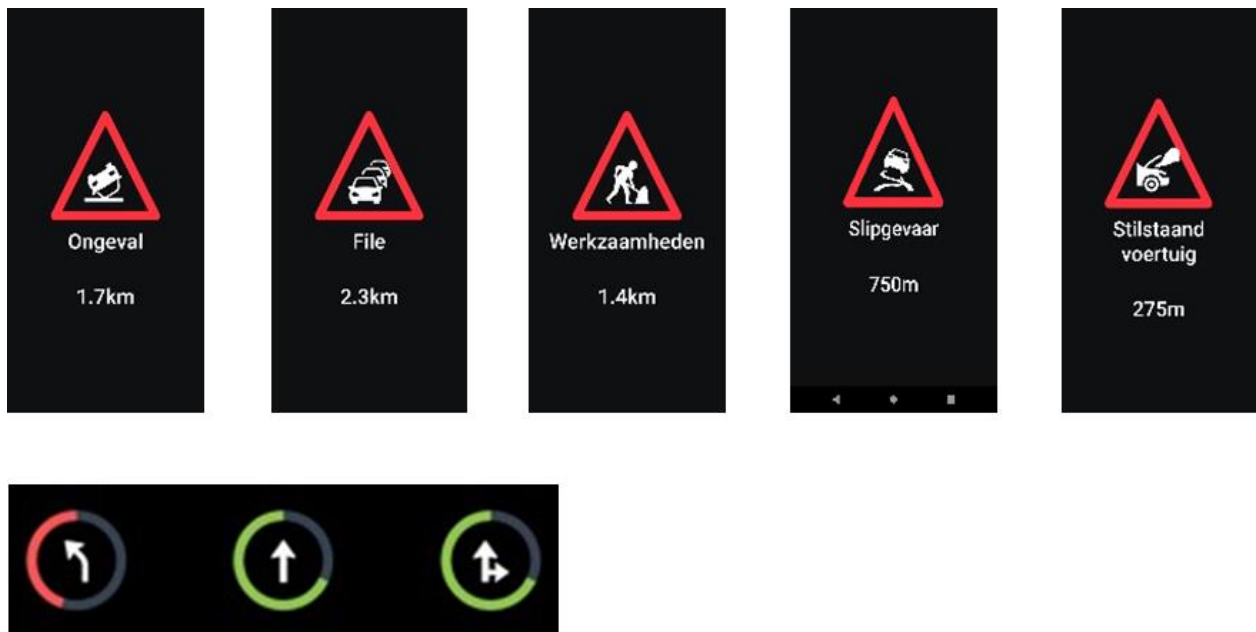 Ongeval
1.7km
File
2.3km
Werkzaamheden
1.4km
Slipgevaar
750m
Stilstaand
voertuig
275m